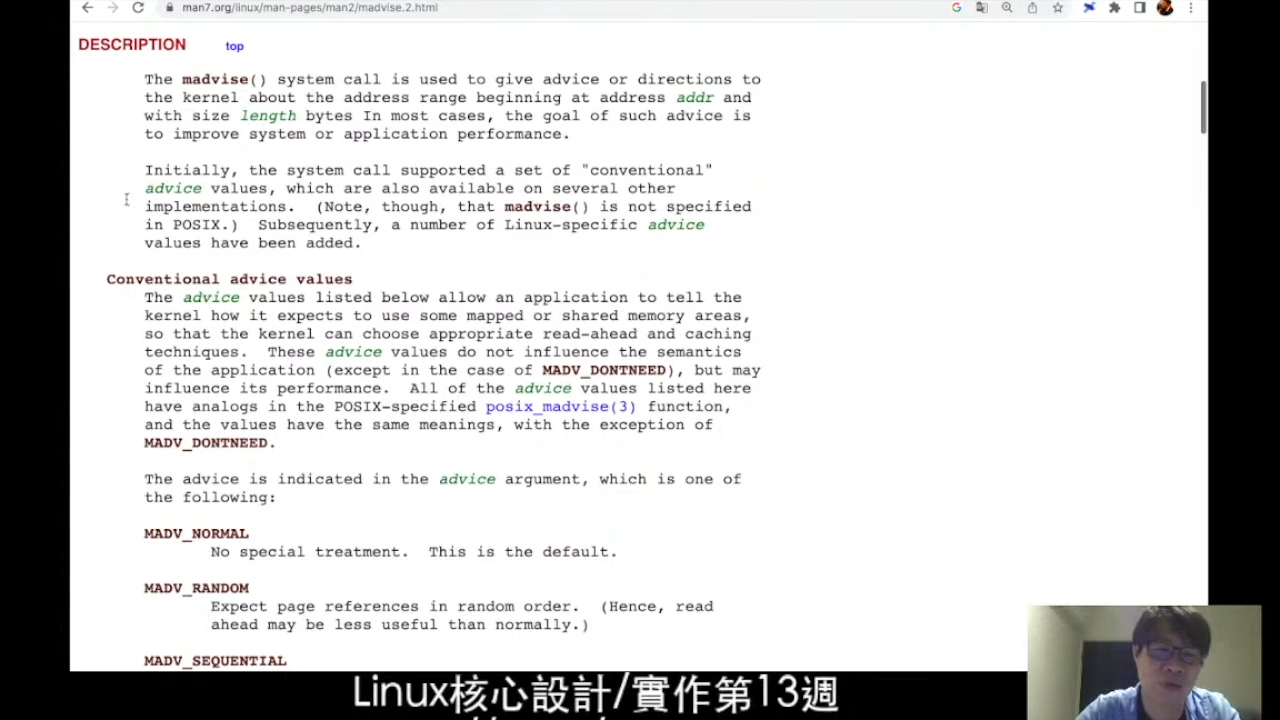 man7.org/linux/man-pages/man2/madvise.2.html
DESCRIPTION top
The madvise() system call is used to give advice or directions to
the kernel about the address range beginning at address addr and
with size length bytes In most cases, the goal of such advice is
to improve system or application performance.
Initially, the system call supported a set of "conventional"
advice values, which are also available on several other
implementations.  (Note, though, that madvise() is not specified
in POSIX.)  Subsequently, a number of Linux-specific advice
values have been added.
Conventional advice values
The advice values listed below allow an application to tell the
kernel how it expects to use some mapped or shared memory areas,
so that the kernel can choose appropriate read-ahead and caching
techniques.  These advice values do not influence the semantics
of the application (except in the case of MADV_DONTNEED), but may
influence its performance.  All of the advice values listed here
have analogs in the POSIX-specified posix_madvise(3) function,
and the values have the same meanings, with the exception of
MADV_DONTNEED.
The advice is indicated in the advice argument, which is one of
the following:
MADV_NORMAL
No special treatment.  This is the default.
MADV_RANDOM
Expect page references in random order.  (Hence, read
ahead may be less useful than normally.)
MADV_SEQUENTIAL
Linux核心設計/實作第13週